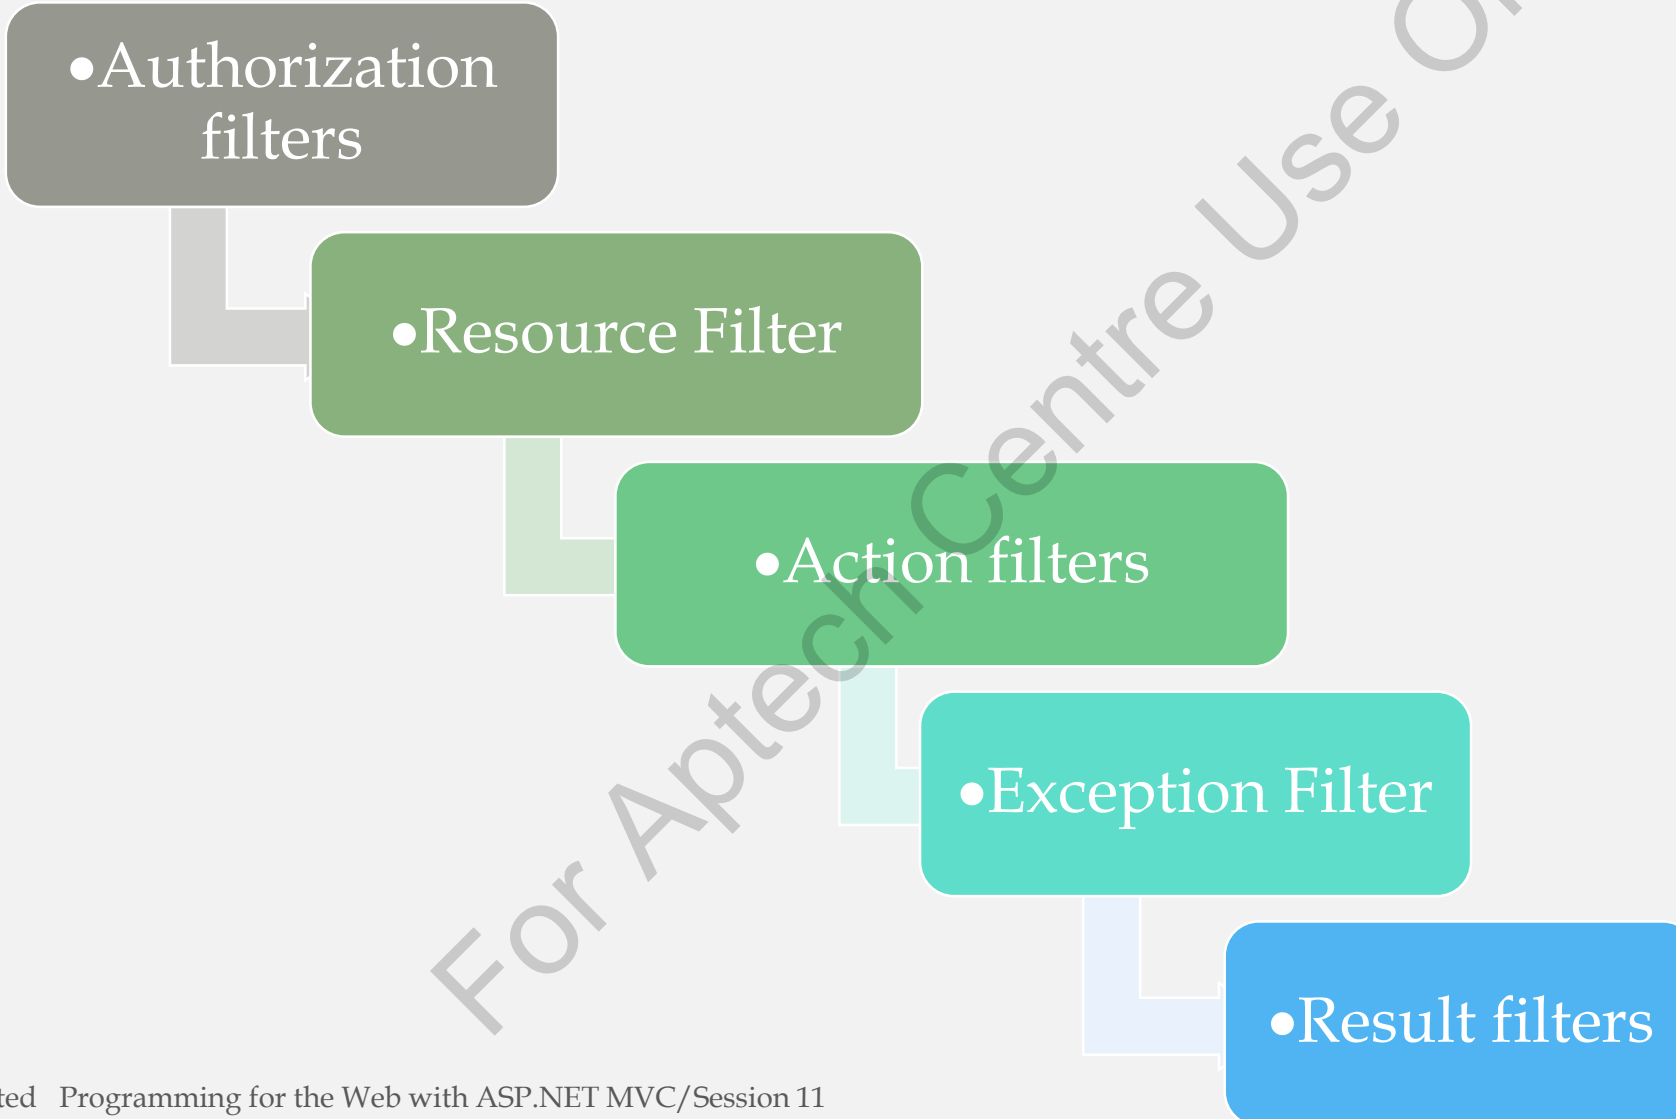 •Authorization
filters
•Resource Filter
•Action filters
•Exception Filter
•Result filters
For Aptech Centre Use
Programming for the Web with ASP.NET MVC/Session 11